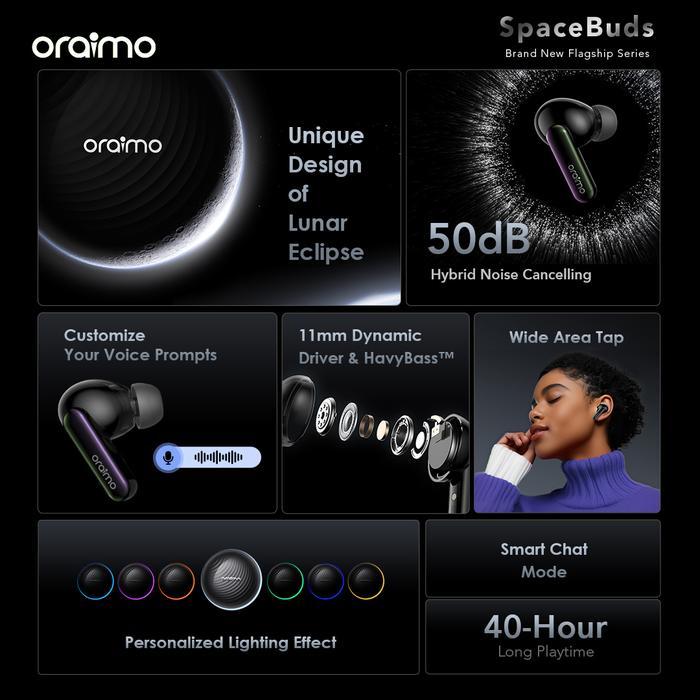 oraimo
SpaceBuds
Brand New Flagship Series
oraimo
Unique
Design
of
Lunar
Eclipse
oraimo
50dB
Hybrid Noise Cancelling
Customize
Your Voice Prompts
oraimo
11mm Dynamic
Driver & HavyBass™
Wide Area Tap
Personalized Lighting Effect
Smart Chat
Mode
40-Hour
Long Playtime